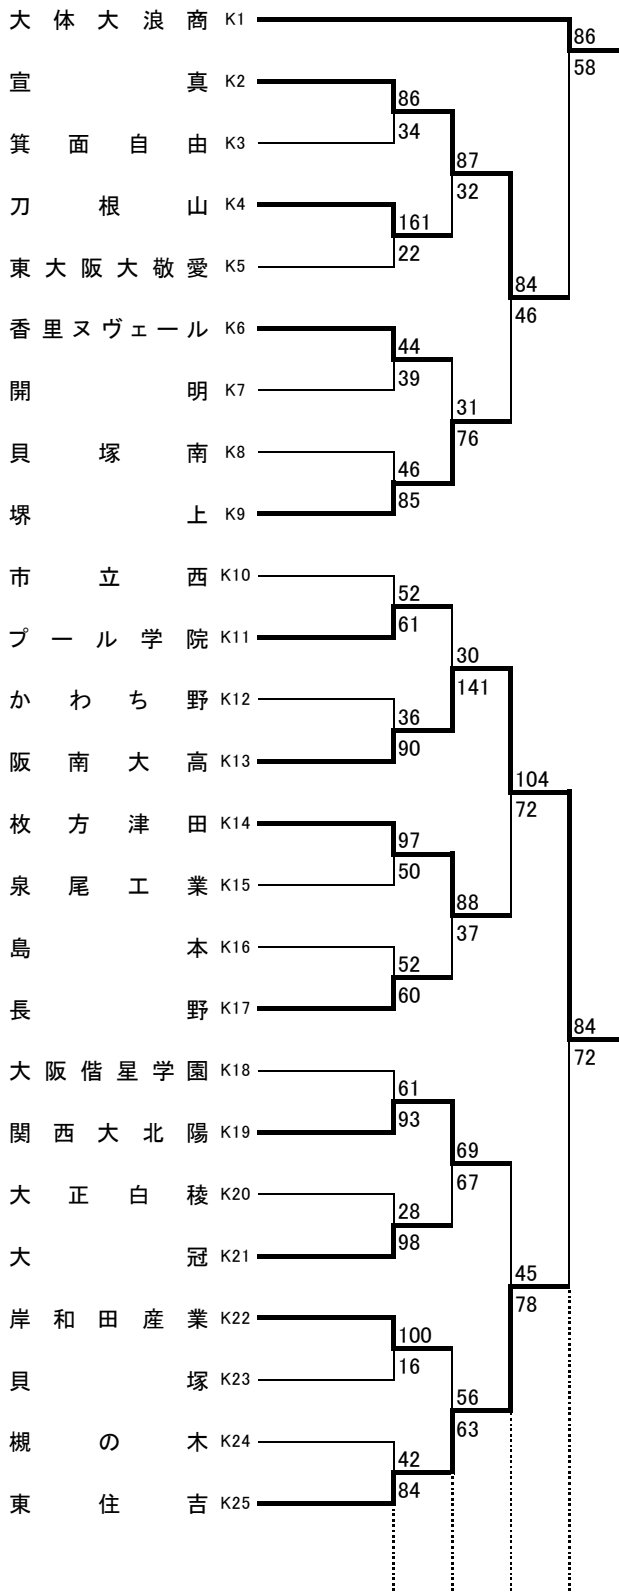 大体大浪商 K1
86
58
宣真 K2
86
34
箕面自由 K3
87
32
刀根山 K4
161
22
東大阪大敬愛 K5
84
46
香里ヌヴェール K6
44
39
開明 K7
31
76
貝塚南 K8
46
85
堺上 K9
市立西 K10
52
61
プール学院 K11
30
141
かわち野 K12
36
90
阪南大高 K13
104
72
枚方津田 K14
97
50
泉尾工業 K15
88
37
島本 K16
52
60
長野 K17
84
72
大阪偕星学園 K18
61
93
関西大北陽 K19
69
67
大正白稜 K20
28
98
大冠 K21
45
78
岸和田産業 K22
100
16
貝塚 K23
56
63
槻の木 K24
42
84
東住吉 K25